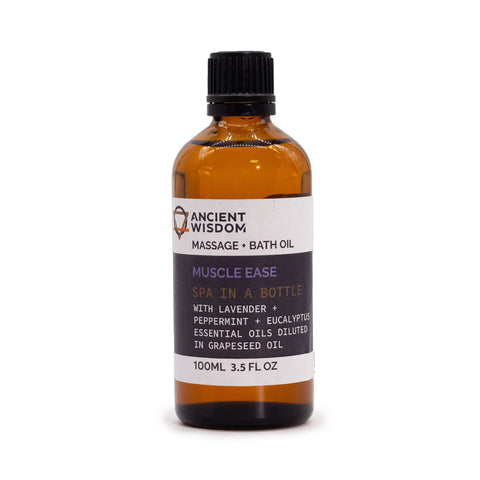 ANCIENT
WISDOM
MASSAGE + BATH OIL
MUSCLE EASE
SPA IN A BOTTLE
WITH LAVENDER +
PEPPERMINT + EUCALYPTUS
ESSENTIAL OILS DILUTED
IN GRAPESEED OIL
100ML 3.5 FL OZ